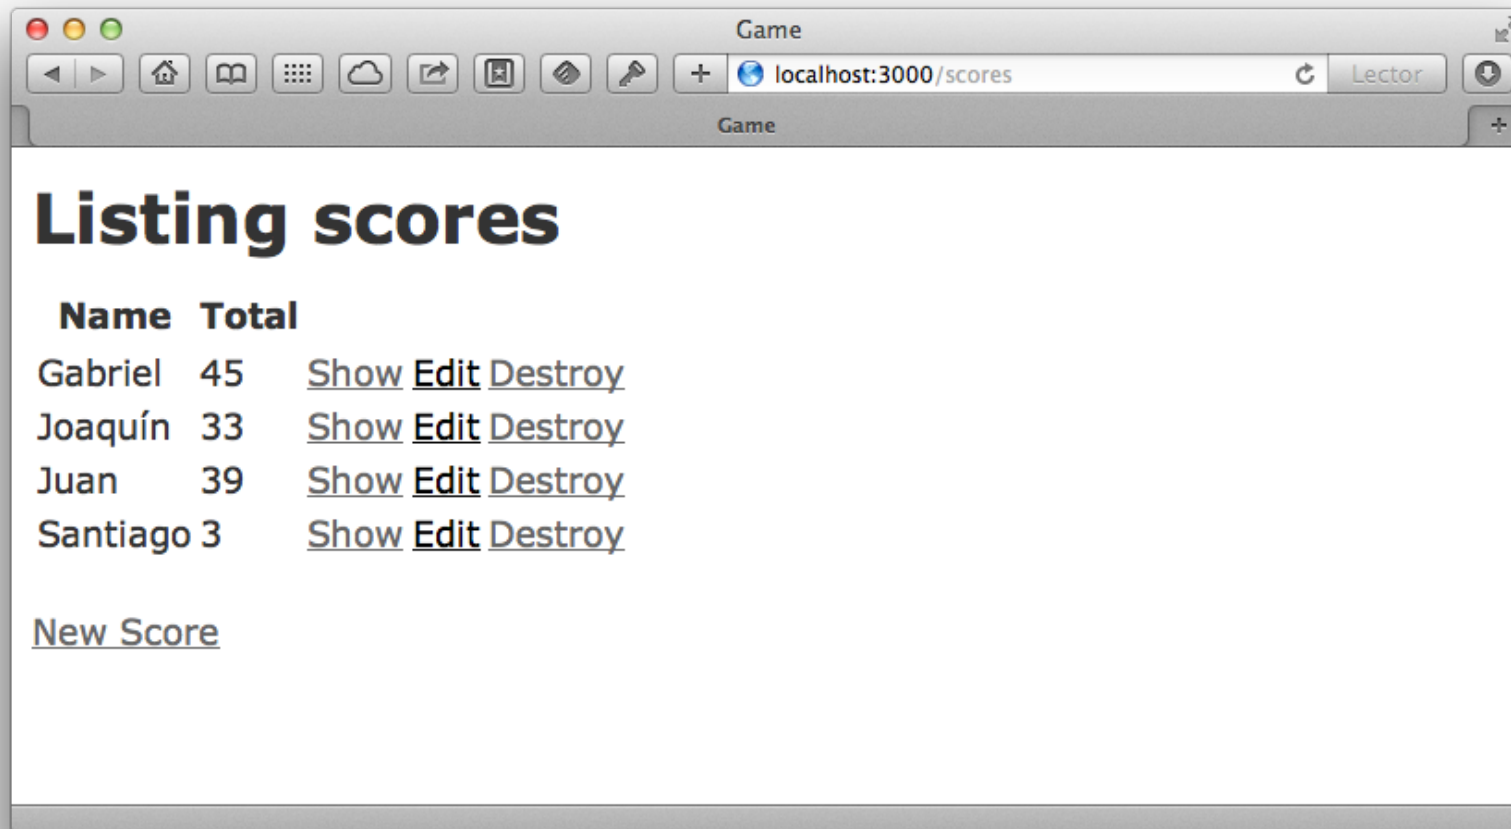 Game
localhost:3000/scores
Lector
Game
Listing scores
Name Total
Gabriel 45 Show Edit Destroy
Joaquín 33 Show Edit Destroy
Juan 39 Show Edit Destroy
Santiago 3 Show Edit Destroy
New Score